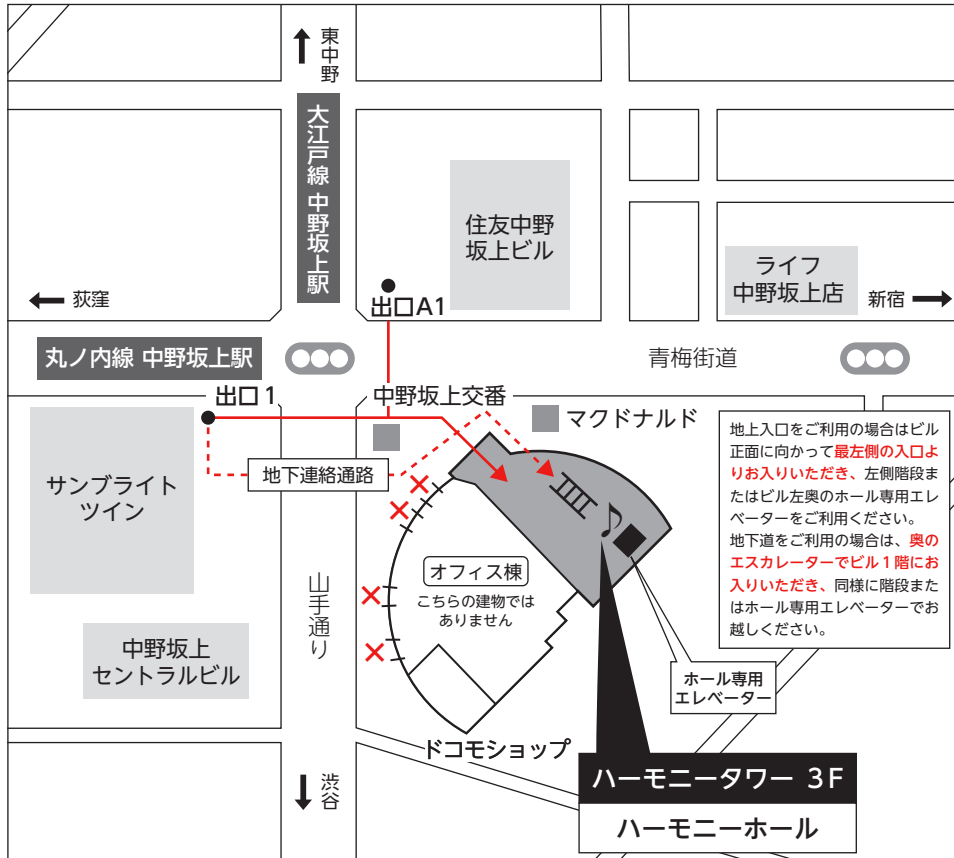 東中野
大江戸線 中野坂上駅
住友中野
坂上ビル
ライフ
中野坂上店
荻窪
新宿
出口A1
丸ノ内線 中野坂上駅
青梅街道
出口1
中野坂上交番
マクドナルド
地下連絡通路
サンブライト
ツイン
地上入口をご利用の場合はビル
正面に向かって最左側の入口よ
りお入りいただき、左側階段ま
たはビル左奥のホール専用エレ
ベーターをご利用ください。
地下道をご利用の場合は、奥の
エスカレーターでビル1階にお
入りいただき、同様に階段また
はホール専用エレベーターでお
越しください。
オフィス棟
こちらの建物では
ありません
山手通り
中野坂上
セントラルビル
ホール専用
エレベーター
ドコモショップ
渋谷
ハーモニータワー 3F
ハーモニーホール